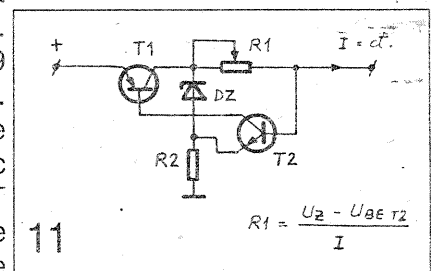 + T1 R1 I = ct.
DZ
R2 T2
R1 = UZ - UBE T2 / I
11